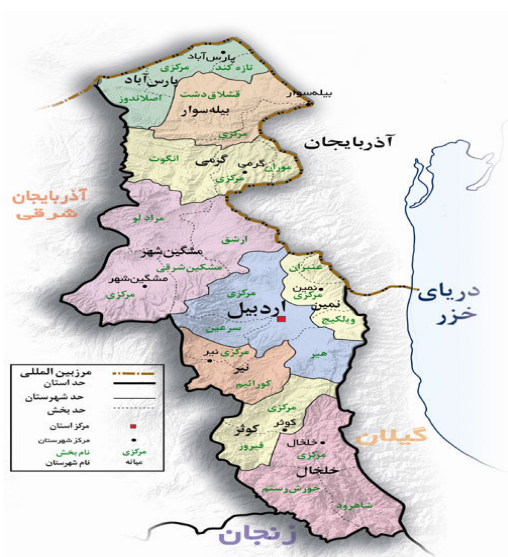 پارس‌آباد
تازه کند
مرکزی
پارس‌آباد
اصلاندوز
قشلاق‌دشت
بیله‌سوار
بیله‌سوار
مرکزی
آذربایجان
انگوت
گرمی
گرمی
موران
مرکزی
آذربایجان
شرقی
مراد لو
ارشق
مشگین‌شهر
مشگین‌شرقی
مشگین‌شهر
مرکزی
عنبران
نمین
مرکزی
نمین
ویلکیج
مرکزی
اردبیل
سرعین
هیر
دریای
خزر
نیر
مرکزی
نیر
کورائیم
مرکزی
کوثر
کوثر
فیروز
گیلان
خلخال
مرکزی
خلخال
خورش‌رستم
شاهرود
زنجان
مرزبین المللی
حد استان
حد شهرستان
حد بخش
مرکز استان
مرکز شهرستان
نام بخش
مرکزی
نام شهرستان
میانه